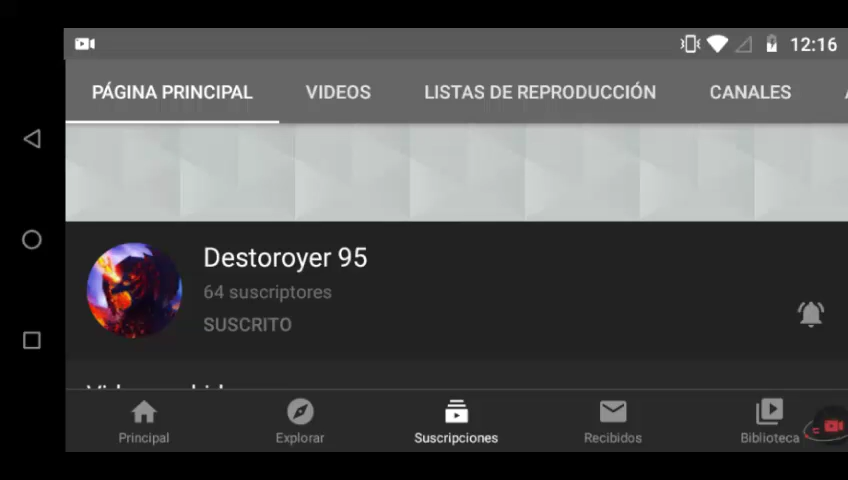 12:16
PÁGINA PRINCIPAL VIDEOS LISTAS DE REPRODUCCIÓN CANALES
Destoroyer 95
64 suscriptores
SUSCRITO
Principal Explorar Suscripciones Recibidos Biblioteca